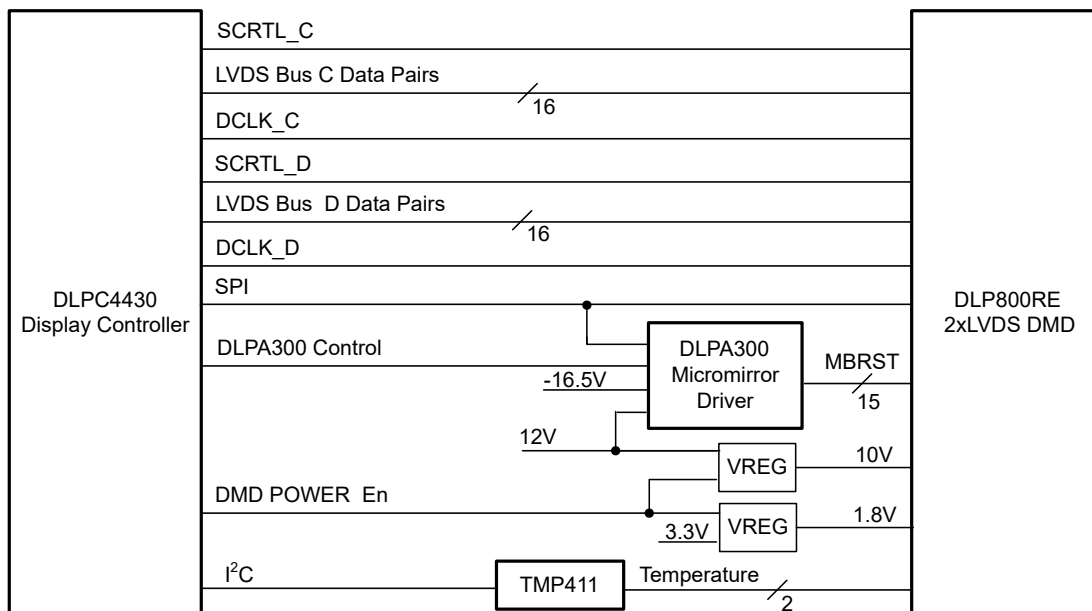 SCRTL_C
LVDS Bus C Data Pairs
16
DCLK_C
SCRTL_D
LVDS Bus  D Data Pairs
16
DCLK_D
SPI
DLPC4430
Display Controller
DLP800RE
2xLVDS DMD
DLPA300 Control
DLPA300
Micromirror
Driver
MBRST
15
-16.5V
12V
VREG
10V
DMD POWER  En
3.3V
VREG
1.8V
I²C
TMP411
Temperature
2